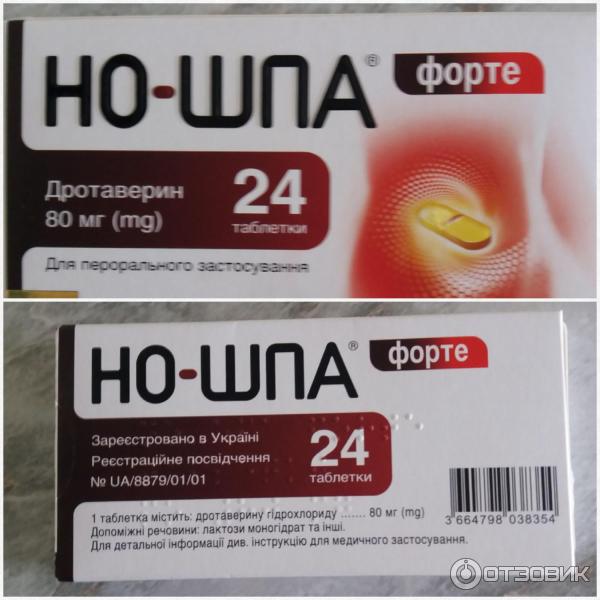 НО-ШПА® форте
Дротаверин
80 мг (mg)
24
таблетки
Для перорального застосування
НО-ШПА® форте
Зареєстровано в Україні
Реєстраційне посвідчення
№ UA/8879/01/01
24
таблетки
1 таблетка містить: дротаверину гідрохлориду ....... 80 мг (mg)
Допоміжні речовини: лактози моногідрат та інші.
Для детальної інформації див. інструкцію для медичного застосування.
3 664798 038354
ОТЗОВИК